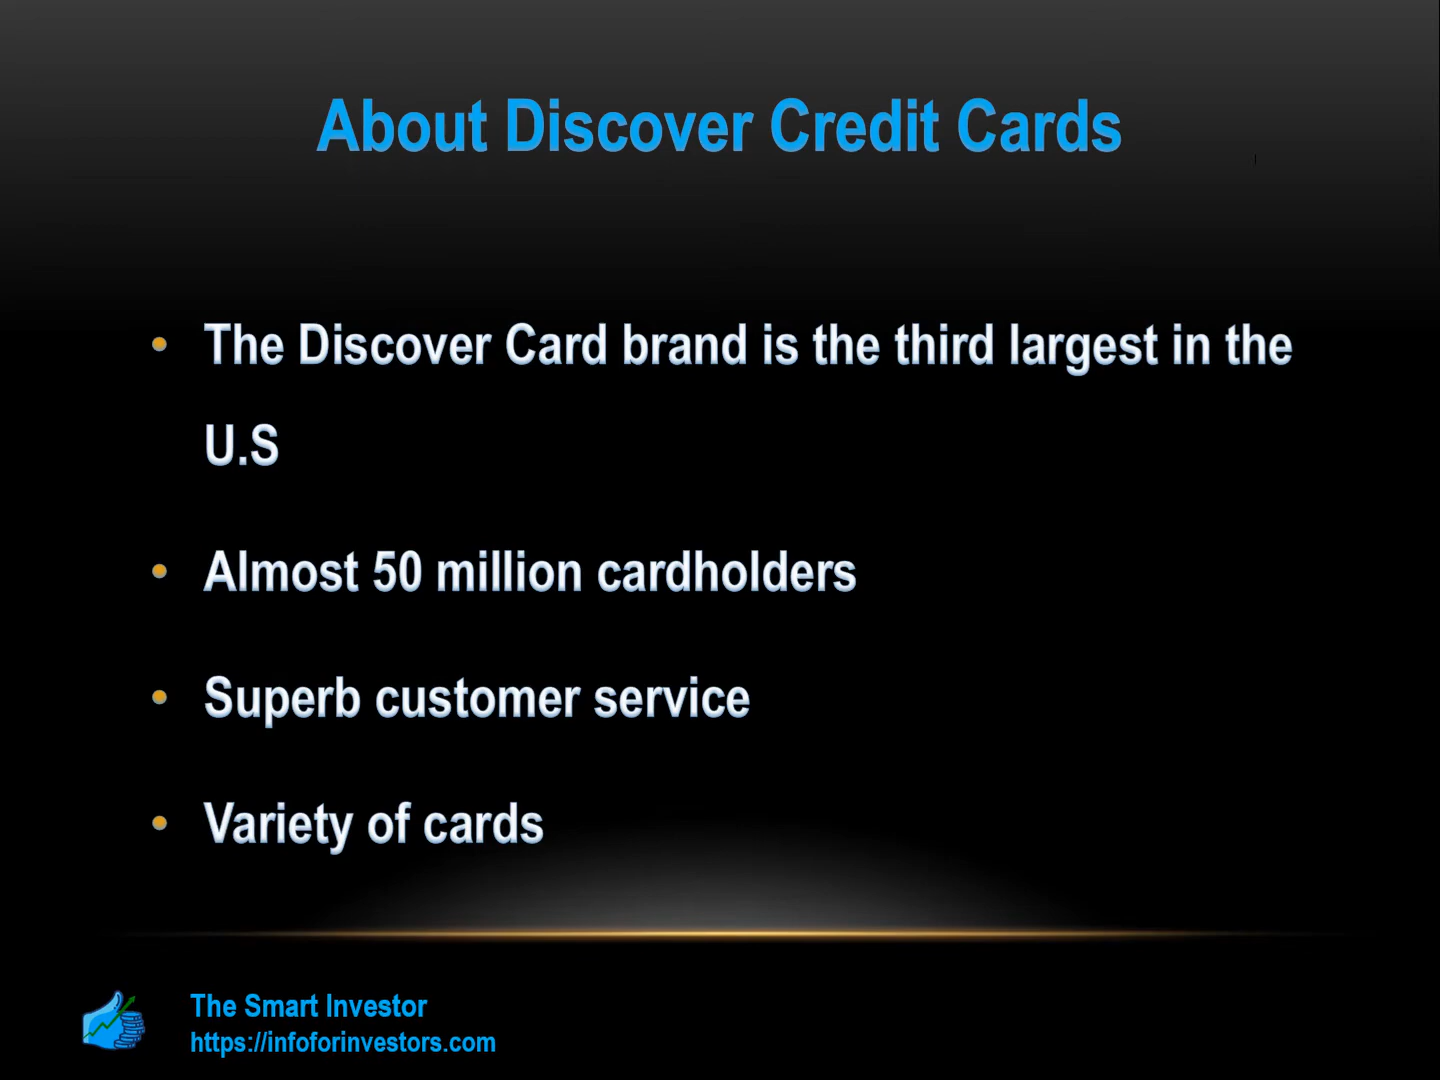 About Discover Credit Cards
• The Discover Card brand is the third largest in the
U.S
• Almost 50 million cardholders
• Superb customer service
• Variety of cards
The Smart Investor
https://infoforinvestors.com